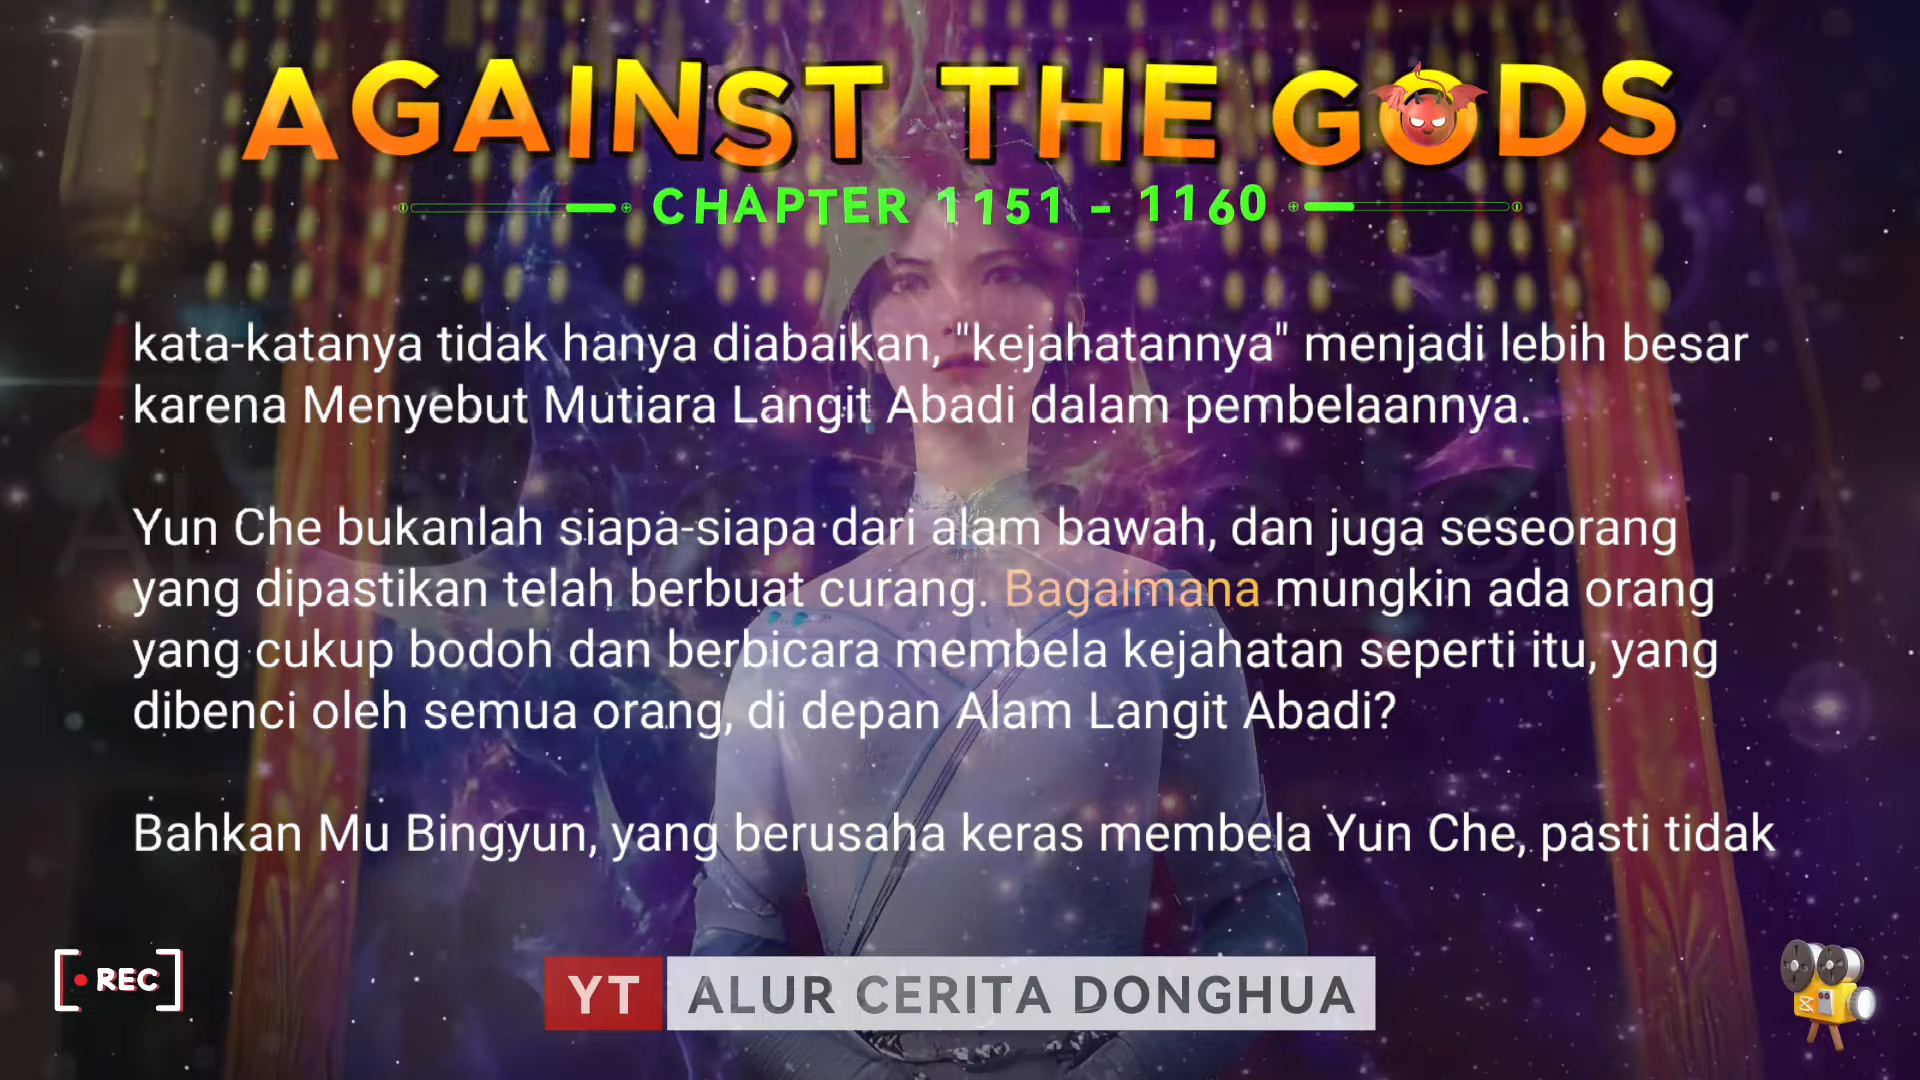 AGAINST THE GODS
CHAPTER 1151 - 1160
kata-katanya tidak hanya diabaikan, "kejahatannya" menjadi lebih besar
karena Menyebut Mutiara Langit Abadi dalam pembelaannya.
Yun Che bukanlah siapa-siapa dari alam bawah, dan juga seseorang
yang dipastikan telah berbuat curang. Bagaimana mungkin ada orang
yang cukup bodoh dan berbicara membela kejahatan seperti itu, yang
dibenci oleh semua orang, di depan Alam Langit Abadi?
Bahkan Mu Bingyun, yang berusaha keras membela Yun Che, pasti tidak
REC
YT ALUR CERITA DONGHUA